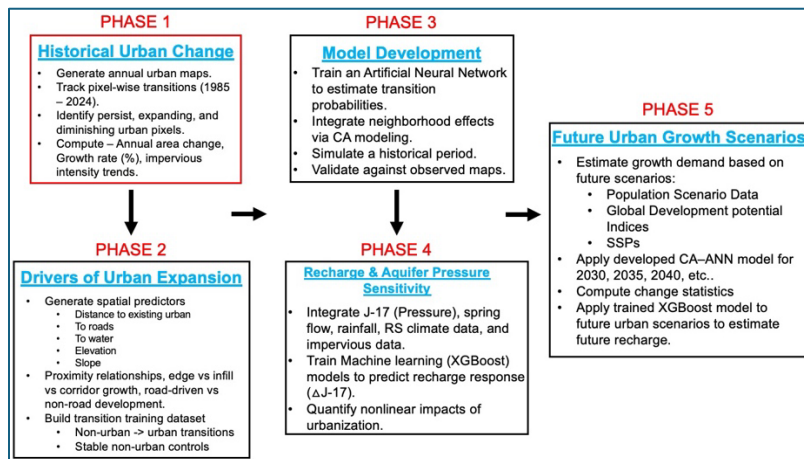 PHASE 1
Historical Urban Change
• Generate annual urban maps.
• Track pixel-wise transitions (1985
– 2024).
• Identify persist, expanding, and
diminishing urban pixels.
• Compute – Annual area change,
Growth rate (%), impervious
intensity trends.
PHASE 2
Drivers of Urban Expansion
• Generate spatial predictors
• Distance to existing urban
• To roads
• To water
• Elevation
• Slope
• Proximity relationships, edge vs infill
vs corridor growth, road-driven vs
non-road development.
• Build transition training dataset
• Non-urban -> urban transitions
• Stable non-urban controls
PHASE 3
Model Development
• Train an Artificial Neural Network
to estimate transition
probabilities.
• Integrate neighborhood effects
via CA modeling.
• Simulate a historical period.
• Validate against observed maps.
PHASE 4
Recharge & Aquifer Pressure
Sensitivity
• Integrate J-17 (Pressure), spring
flow, rainfall, RS climate data, and
impervious data.
• Train Machine learning (XGBoost)
models to predict recharge response
(△J-17).
• Quantify nonlinear impacts of
urbanization.
PHASE 5
Future Urban Growth Scenarios
• Estimate growth demand based on
future scenarios:
• Population Scenario Data
• Global Development potential
Indices
• SSPs
• Apply developed CA–ANN model for
2030, 2035, 2040, etc..
• Compute change statistics
• Apply trained XGBoost model to
future urban scenarios to estimate
future recharge.